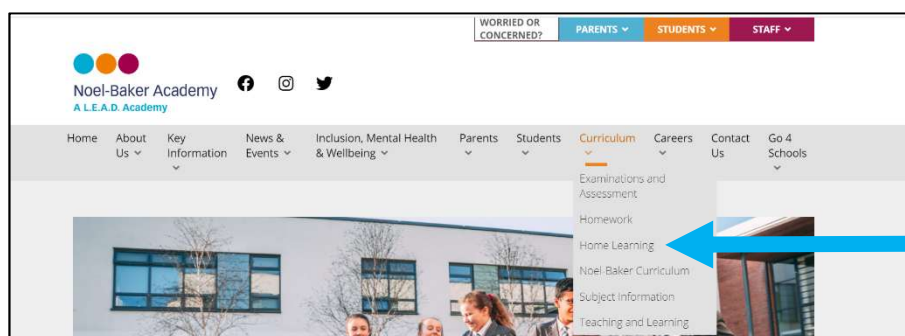 WORRIED OR
CONCERNED?
PARENTS
STUDENTS
STAFF
Noel-Baker Academy
A L.E.A.D. Academy
Home
About
Us
Key
Information
News &
Events
Inclusion, Mental Health
& Wellbeing
Parents
Students
Curriculum
Careers
Contact
Us
Go 4
Schools
Examinations and
Assessment
Homework
Home Learning
Noel-Baker Curriculum
Subject Information
Teaching and Learning